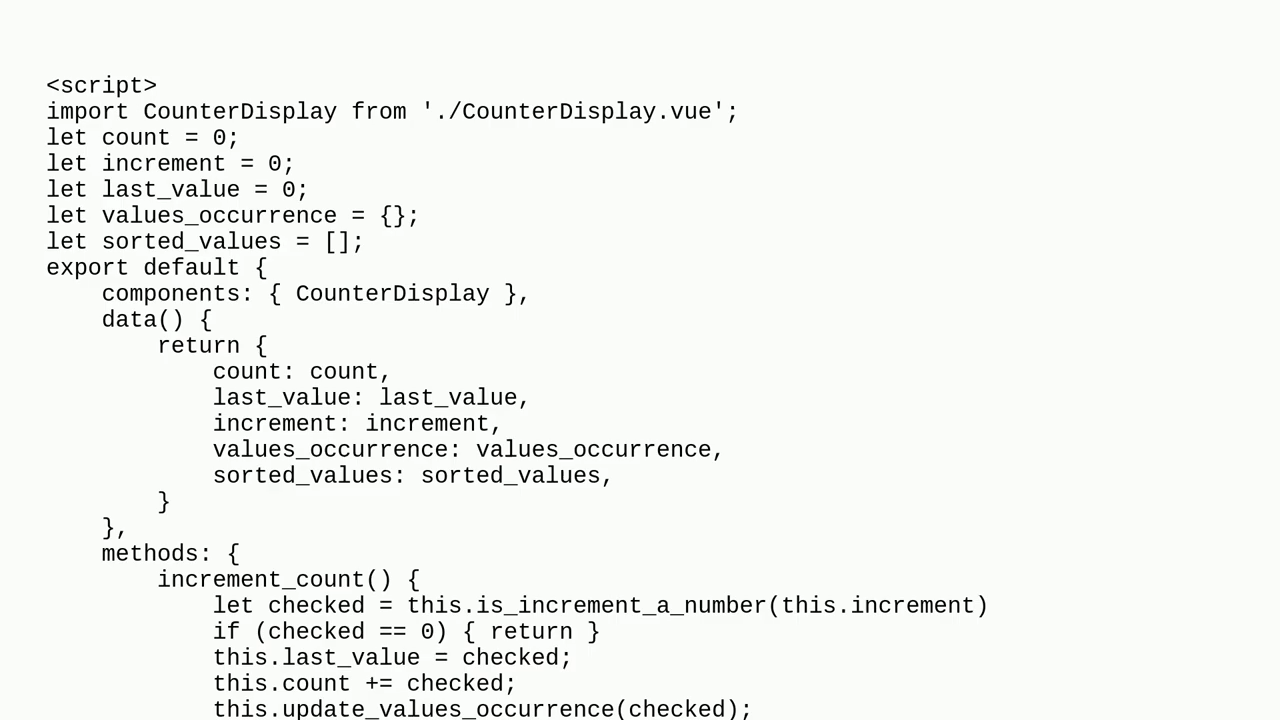 <script>
import CounterDisplay from './CounterDisplay.vue';
let count = 0;
let increment = 0;
let last_value = 0;
let values_occurrence = {};
let sorted_values = [];
export default {
    components: { CounterDisplay },
    data() {
        return {
            count: count,
            last_value: last_value,
            increment: increment,
            values_occurrence: values_occurrence,
            sorted_values: sorted_values,
        }
    },
    methods: {
        increment_count() {
            let checked = this.is_increment_a_number(this.increment)
            if (checked == 0) { return }
            this.last_value = checked;
            this.count += checked;
            this.update_values_occurrence(checked);